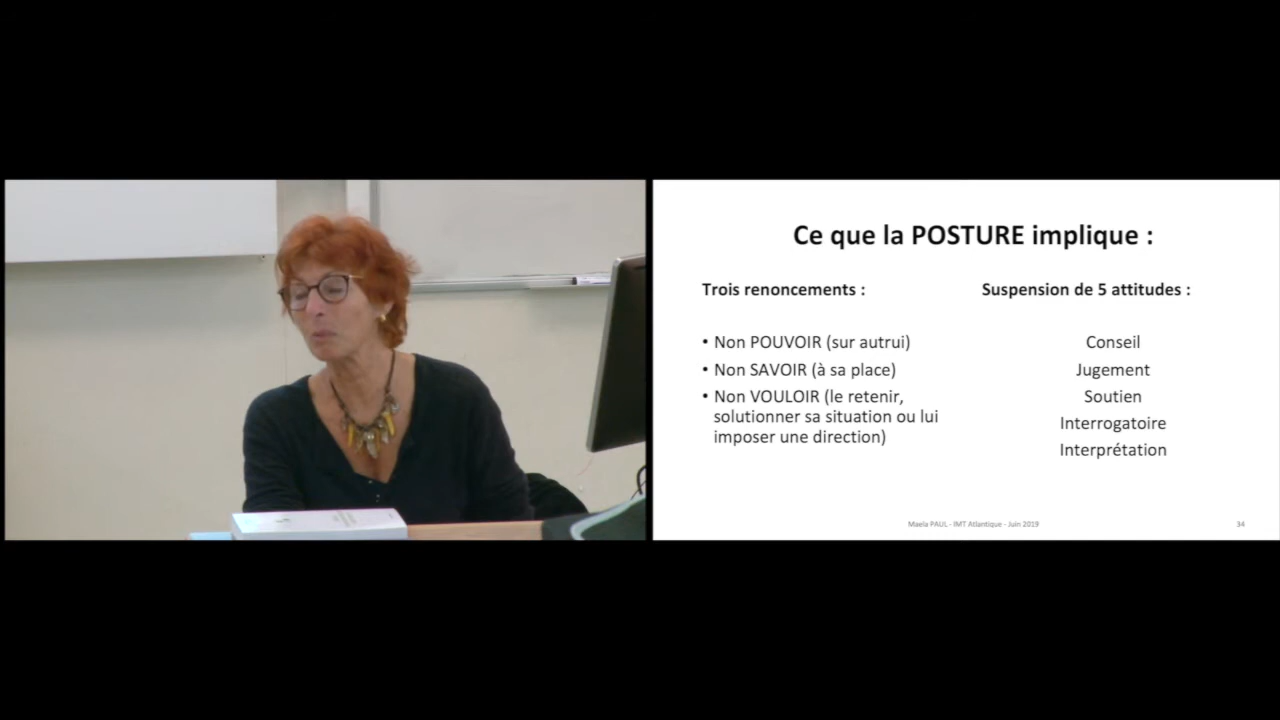 Ce que la POSTURE implique :
Trois renoncements :
• Non POUVOIR (sur autrui)
• Non SAVOIR (à sa place)
• Non VOULOIR (le retenir,
solutionner sa situation ou lui
imposer une direction)
Suspension de 5 attitudes :
Conseil
Jugement
Soutien
Interrogatoire
Interprétation
Maela PAUL - IMT Atlantique - Juin 2019
34